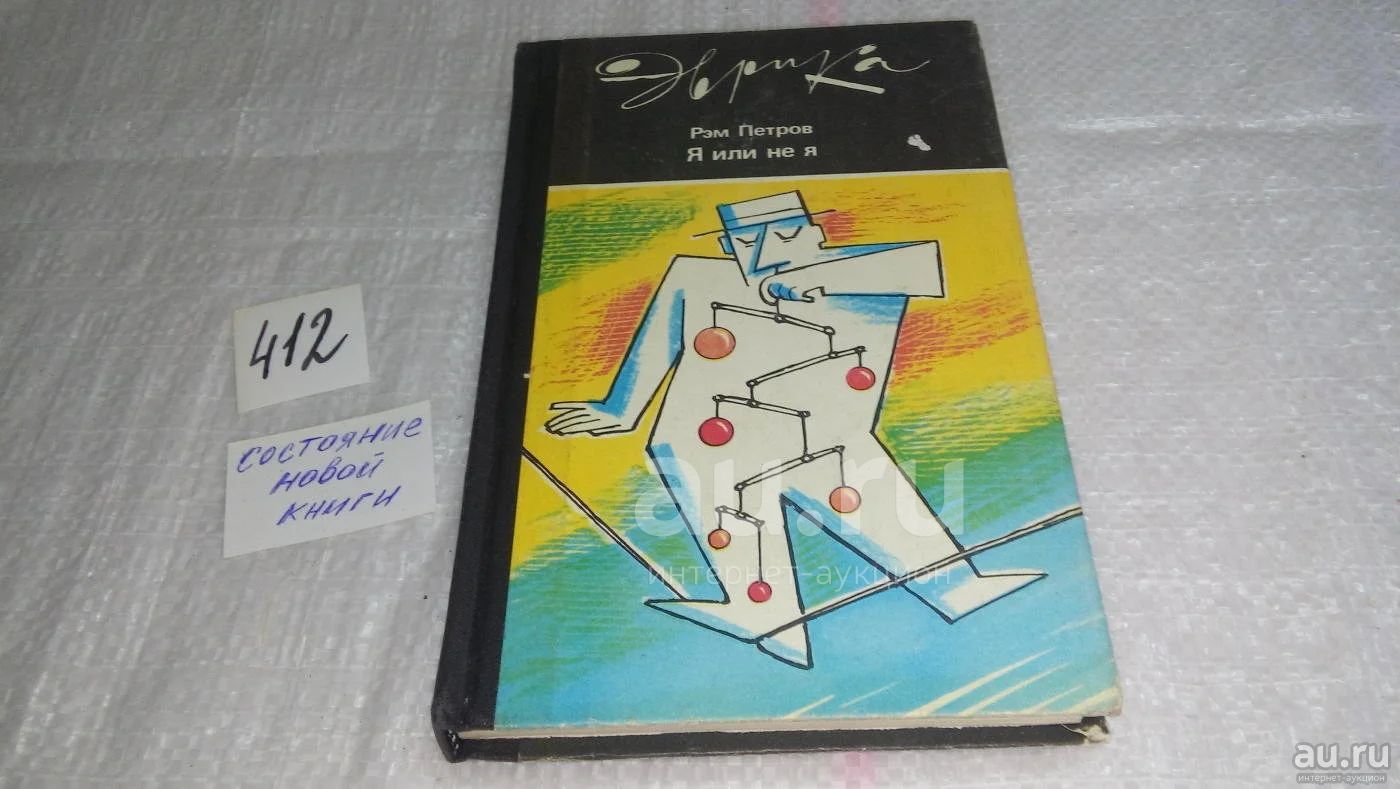 Эврика
Рэм Петров
Я или не я
412
состояние
новой
книги
au.ru
интернет-аукцион
au.ru
интернет-аукцион